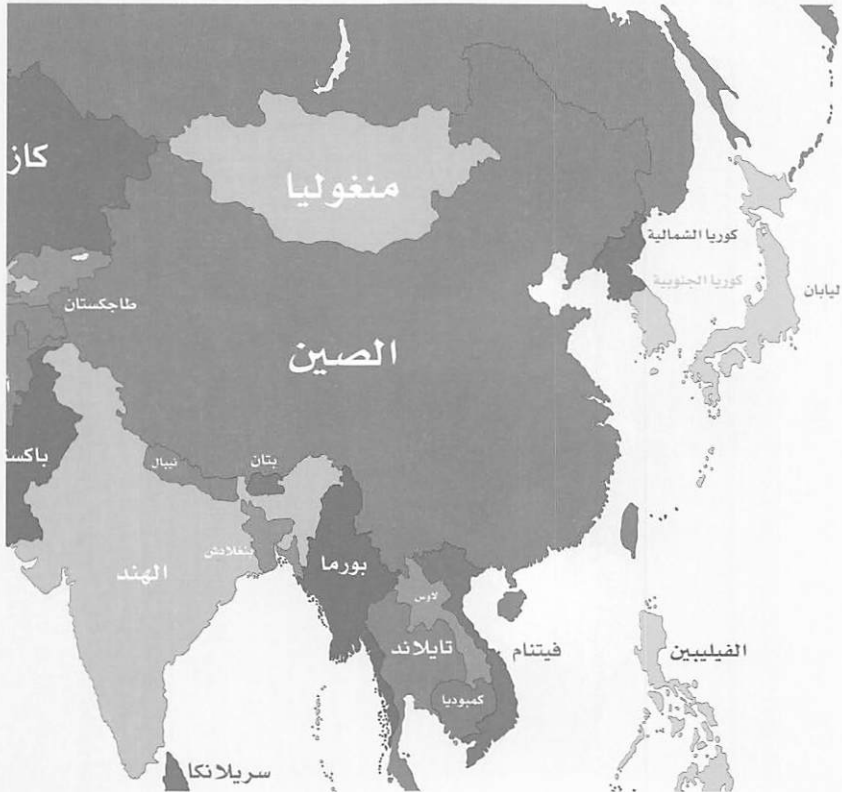 كاز
منغوليا
كوريا الشمالية
كوريا الجنوبية
ليابان
طاجكستان
الصين
أ
باكست
نيبال
بتان
بنغلادش
الهند
بورما
لاوس
تايلاند
فيتنام
الفيليبين
كمبوديا
سريلانكا